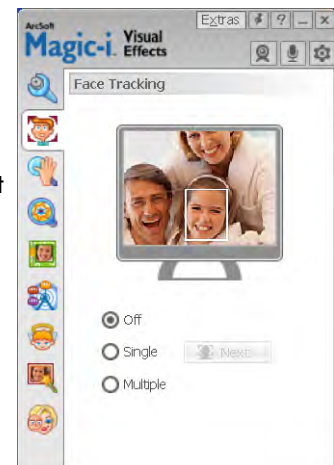 Extras ? _ x
ArcSoft
Magic-i. Visual Effects
Face Tracking
t
Off
Single Next
Multiple